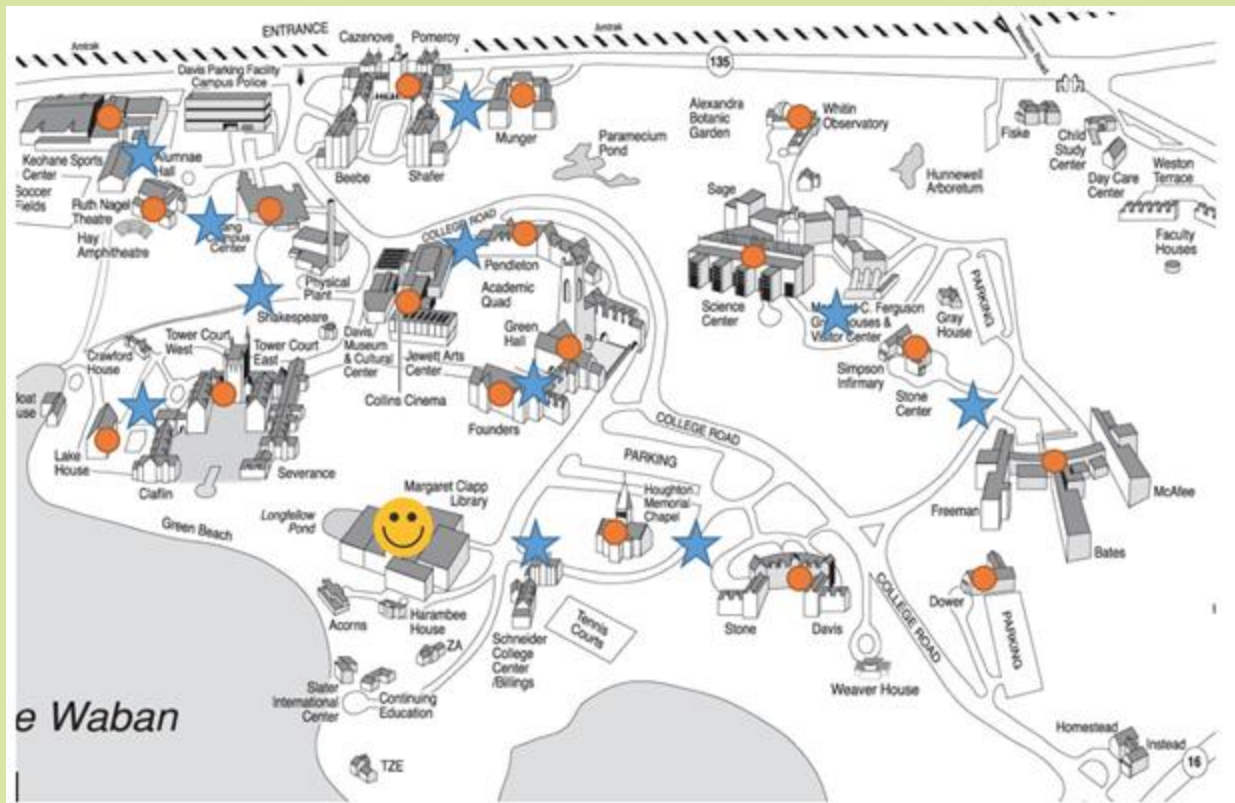 ENTRANCE
Amtrak
Amtrak
Weston Road
Cazenove
Pomeroy
135
Davis Parking Facility
Campus Police
Munger
Alexandra
Botanic
Garden
Whitin
Observatory
Fiske
Child
Study
Center
Day Care
Center
Weston
Terrace
Faculty
Houses
Paramecium
Pond
Hunnewell
Arboretum
Keohane Sports
Center
Alumnae
Hall
Soccer
Fields
Ruth Nagel
Theatre
Hay
Amphitheatre
Beebe
Shafer
Center
COLLEGE ROAD
Sage
Physical
Plant
Shakespeare
Pendleton
Academic
Quad
Green
Hall
Science
Center
C. Ferguson
Houses &
Visitor Center
Gray
House
PARKING
Simpson
Infirmary
Stone
Center
Crawford
House
Tower Court
West
Tower Court
East
Davis
Museum
& Cultural
Center
Jewett Arts
Center
Collins Cinema
Founders
COLLEGE ROAD
Lake
House
Claflin
Severance
PARKING
Houghton
Memorial
Chapel
Freeman
McAfee
Bates
Green Beach
Longfellow
Pond
Margaret Clapp
Library
Acorns
Harambee
House
ZA
Schneider
College
Center
/Billings
Tennis
Courts
Stone
Davis
Dower
PARKING
COLLEGE ROAD
Weaver House
Slater
International
Center
Continuing
Education
e Waban
TZE
Homestead
Instead
16